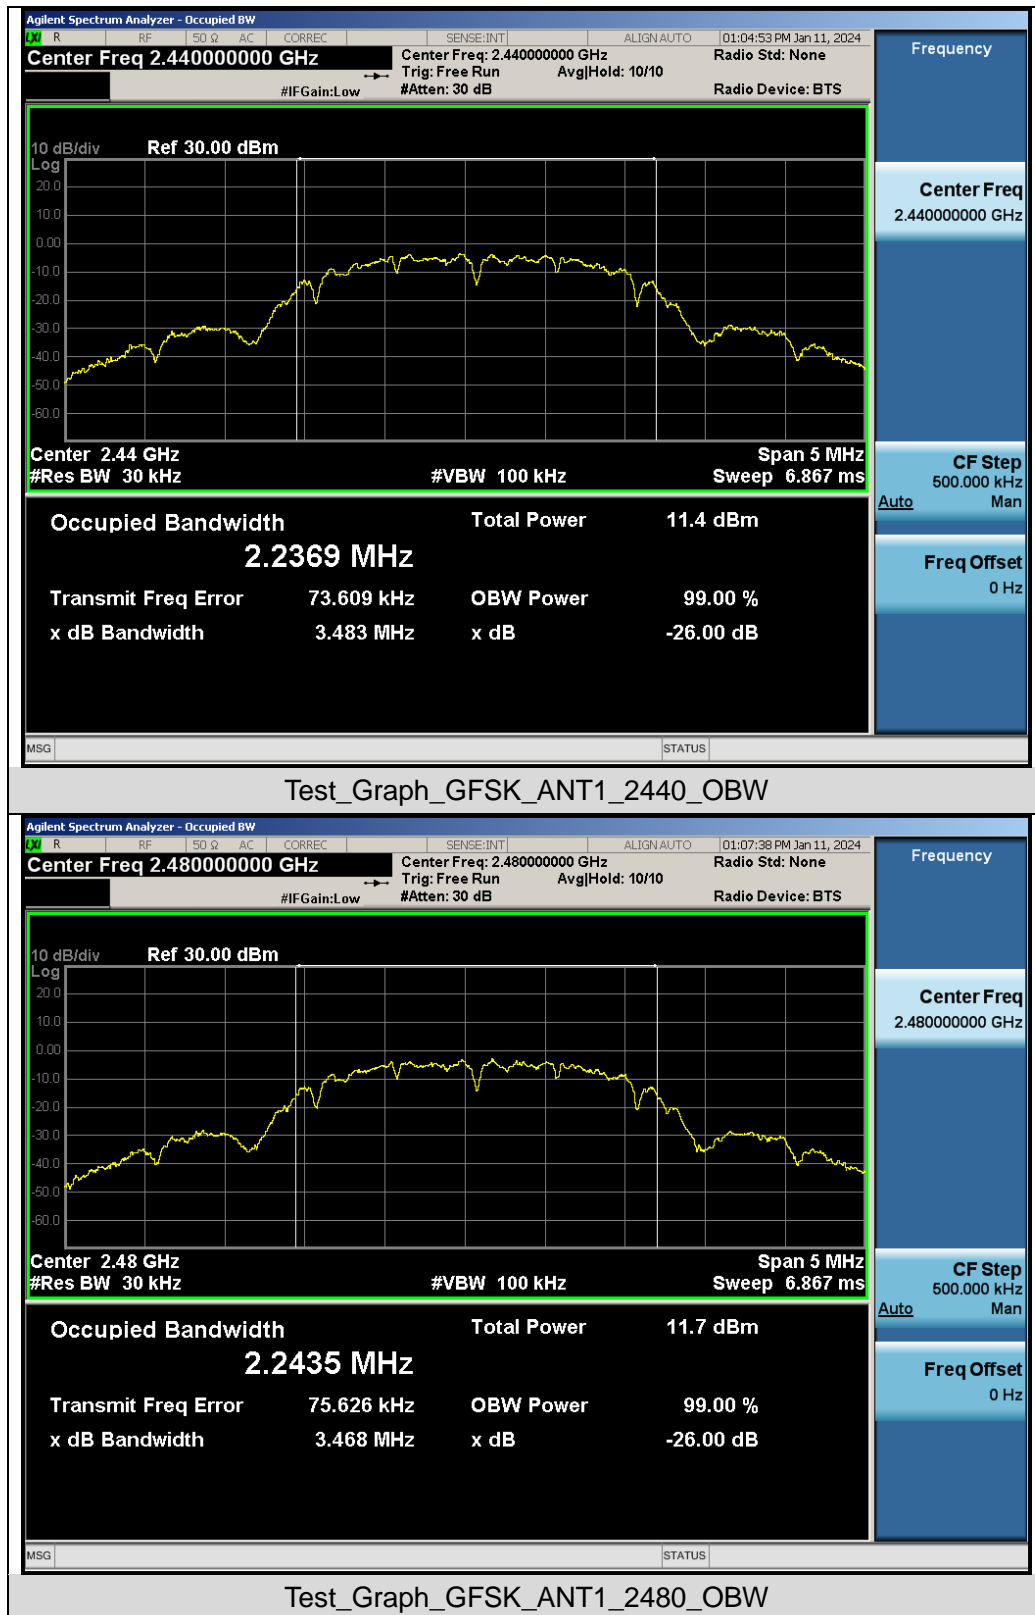 Agilent Spectrum Analyzer - Occupied BW
LXI R RF 50 Ω AC CORREC SENSE:INT ALIGN AUTO 01:04:53 PM Jan 11, 2024
Center Freq 2.440000000 GHz
Center Freq: 2.440000000 GHz
Radio Std: None
Trig: Free Run Avg|Hold: 10/10
#IFGain:Low #Atten: 30 dB Radio Device: BTS
Frequency
10 dB/div Ref 30.00 dBm
Log
20.0
10.0
0.00
-10.0
-20.0
-30.0
-40.0
-50.0
-60.0
Center 2.44 GHz Span 5 MHz
#Res BW 30 kHz #VBW 100 kHz Sweep 6.867 ms
Center Freq
2.440000000 GHz
CF Step
500.000 kHz
Auto Man
Freq Offset
0 Hz
Occupied Bandwidth Total Power 11.4 dBm
2.2369 MHz
Transmit Freq Error 73.609 kHz OBW Power 99.00 %
x dB Bandwidth 3.483 MHz x dB -26.00 dB
MSG STATUS
Test_Graph_GFSK_ANT1_2440_OBW
Agilent Spectrum Analyzer - Occupied BW
LXI R RF 50 Ω AC CORREC SENSE:INT ALIGN AUTO 01:07:38 PM Jan 11, 2024
Center Freq 2.480000000 GHz
Center Freq: 2.480000000 GHz
Radio Std: None
Trig: Free Run Avg|Hold: 10/10
#IFGain:Low #Atten: 30 dB Radio Device: BTS
Frequency
10 dB/div Ref 30.00 dBm
Log
20.0
10.0
0.00
-10.0
-20.0
-30.0
-40.0
-50.0
-60.0
Center 2.48 GHz Span 5 MHz
#Res BW 30 kHz #VBW 100 kHz Sweep 6.867 ms
Center Freq
2.480000000 GHz
CF Step
500.000 kHz
Auto Man
Freq Offset
0 Hz
Occupied Bandwidth Total Power 11.7 dBm
2.2435 MHz
Transmit Freq Error 75.626 kHz OBW Power 99.00 %
x dB Bandwidth 3.468 MHz x dB -26.00 dB
MSG STATUS
Test_Graph_GFSK_ANT1_2480_OBW